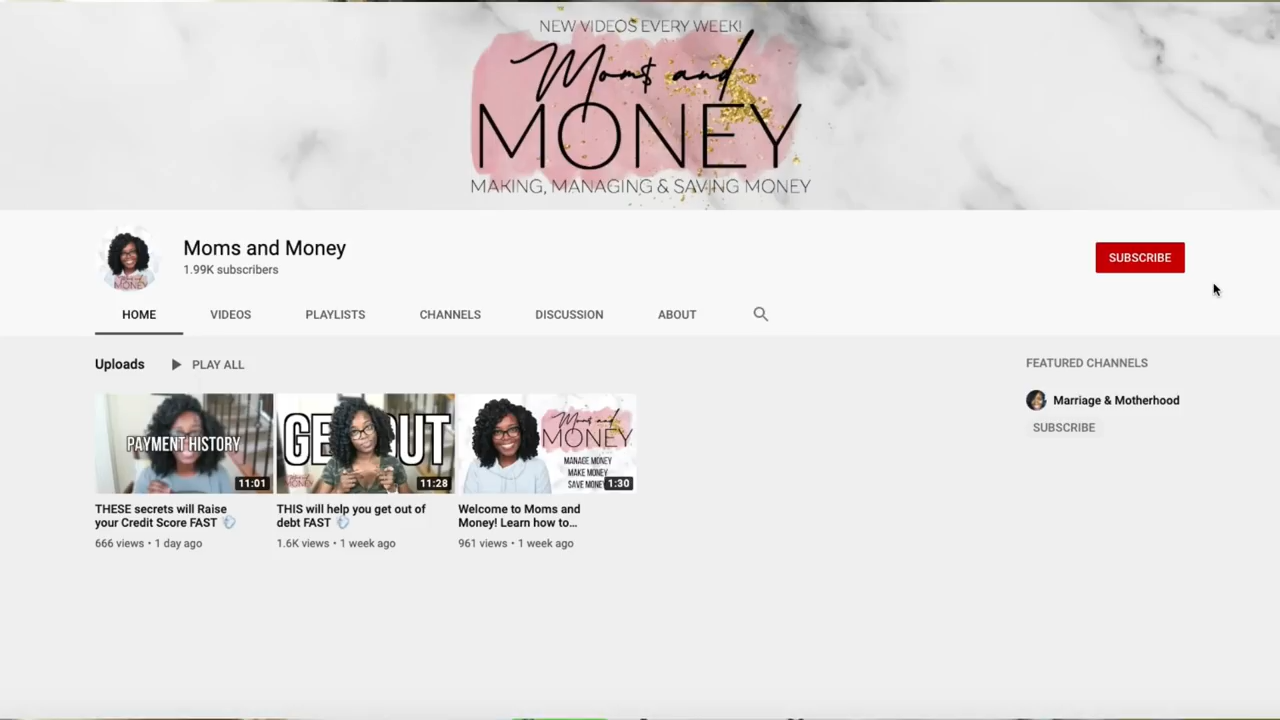 NEW VIDEOS EVERY WEEK!
Mom$ and
MONEY
MAKING, MANAGING & SAVING MONEY
Moms and Money
1.99K subscribers
SUBSCRIBE
HOME
VIDEOS
PLAYLISTS
CHANNELS
DISCUSSION
ABOUT
Uploads
PLAY ALL
FEATURED CHANNELS
Marriage & Motherhood
SUBSCRIBE
PAYMENT HISTORY
11:01
THESE secrets will Raise
your Credit Score FAST
666 views • 1 day ago
11:28
THIS will help you get out of
debt FAST
1.6K views • 1 week ago
Mom$ and
MONEY
MANAGE MONEY
MAKE MONEY
SAVE MONEY
1:30
Welcome to Moms and
Money! Learn how to...
961 views • 1 week ago